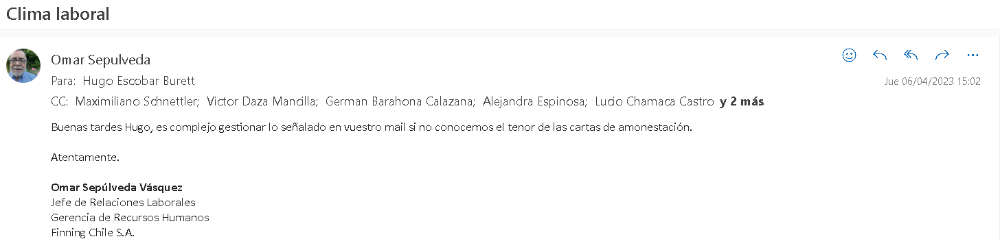 Clima laboral
Omar Sepulveda
Para: Hugo Escobar Burett
Jue 06/04/2023 15:02
CC: Maximiliano Schnettler; Victor Daza Mancilla; German Barahona Calazana; Alejandra Espinosa; Lucio Chamaca Castro y 2 más
Buenas tardes Hugo, es complejo gestionar lo señalado en vuestro mail si no conocemos el tenor de las cartas de amonestación.
Atentamente.
Omar Sepúlveda Vásquez
Jefe de Relaciones Laborales
Gerencia de Recursos Humanos
Finning Chile S.A.